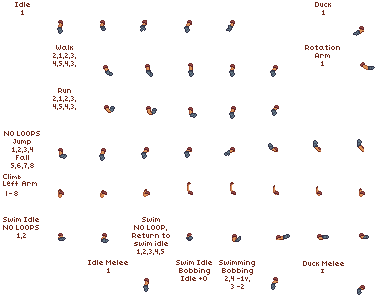 Idle
1
Duck
1
Walk
2,1,2,3,
4,5,4,3,
Rotation
Arm
1
Run
2,1,2,3,
4,5,4,3,
NO LOOPS
Jump
1,2,3,4
Fall
5,6,7,8
Climb
Left Arm
1-8
Swim Idle
NO LOOPS
1,2
Swim
NO LOOP,
Return to
swim idle
1,2,3,4,5
Swim Idle
Bobbing
Idle +0
Swimming
Bobbing
2,4 -1v,
3 -2
Idle Melee
1
Duck Melee
1